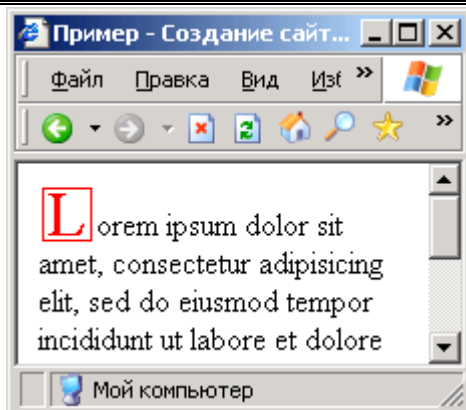 Пример - Создание сайт...
Файл Правка Вид Изб »
»
Lorem ipsum dolor sit
amet, consectetur adipisicing
elit, sed do eiusmod tempor
incididunt ut labore et dolore
Мой компьютер